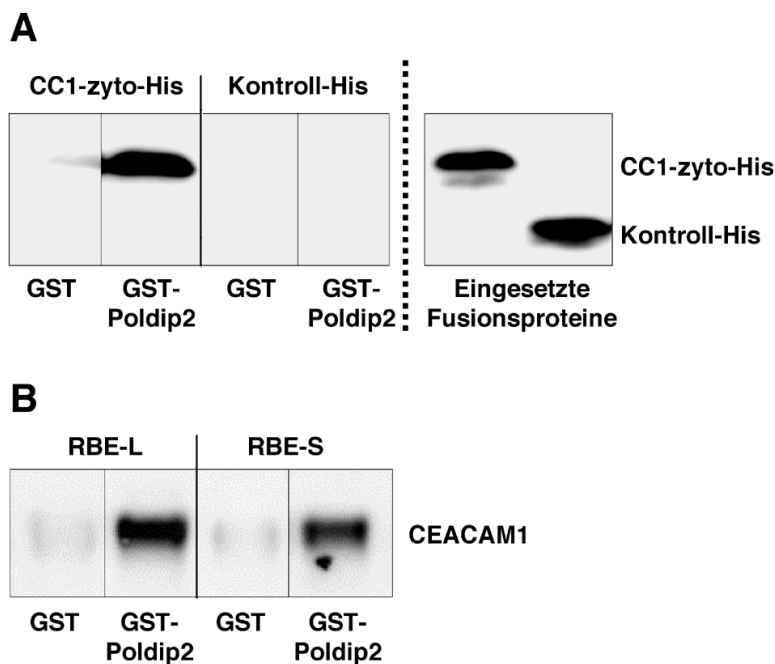 A
CC1-zyto-His Kontroll-His
CC1-zyto-His
Kontroll-His
GST GST-Poldip2 GST GST-Poldip2
Eingesetzte
Fusionsproteine
B
RBE-L RBE-S
CEACAM1
GST GST-Poldip2 GST GST-Poldip2